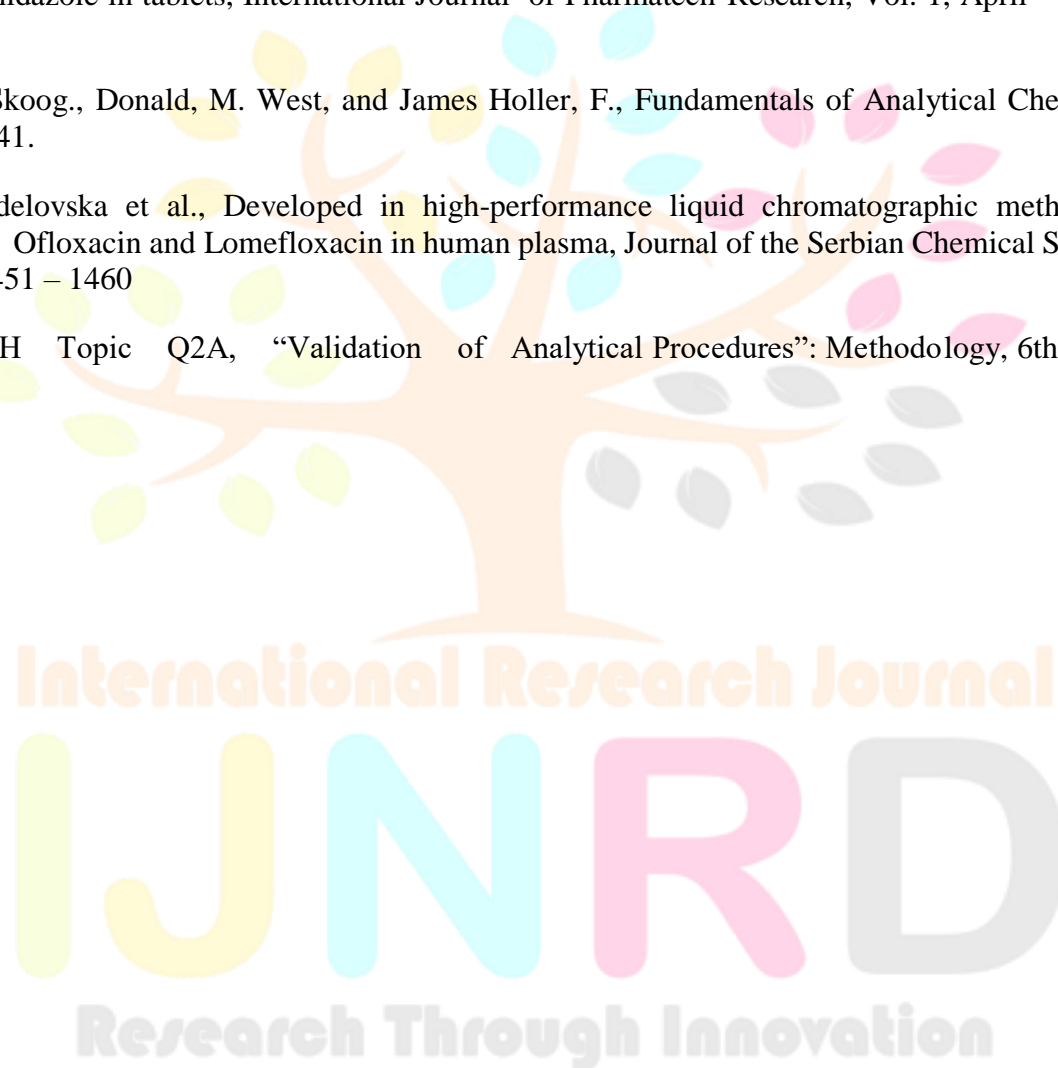 idazole in tablets, International Journal of Pharmatech Research, Vol. 1, April
Skoog., Donald, M. West, and James Holler, F., Fundamentals of Analytical Che
41.
delovska et al., Developed in high-performance liquid chromatographic meth
Ofloxacin and Lomefloxacin in human plasma, Journal of the Serbian Chemical S
51 – 1460
H Topic Q2A, “Validation of Analytical Procedures”: Methodology, 6th
International Research Journal
IJNRD
Research Through Innovation